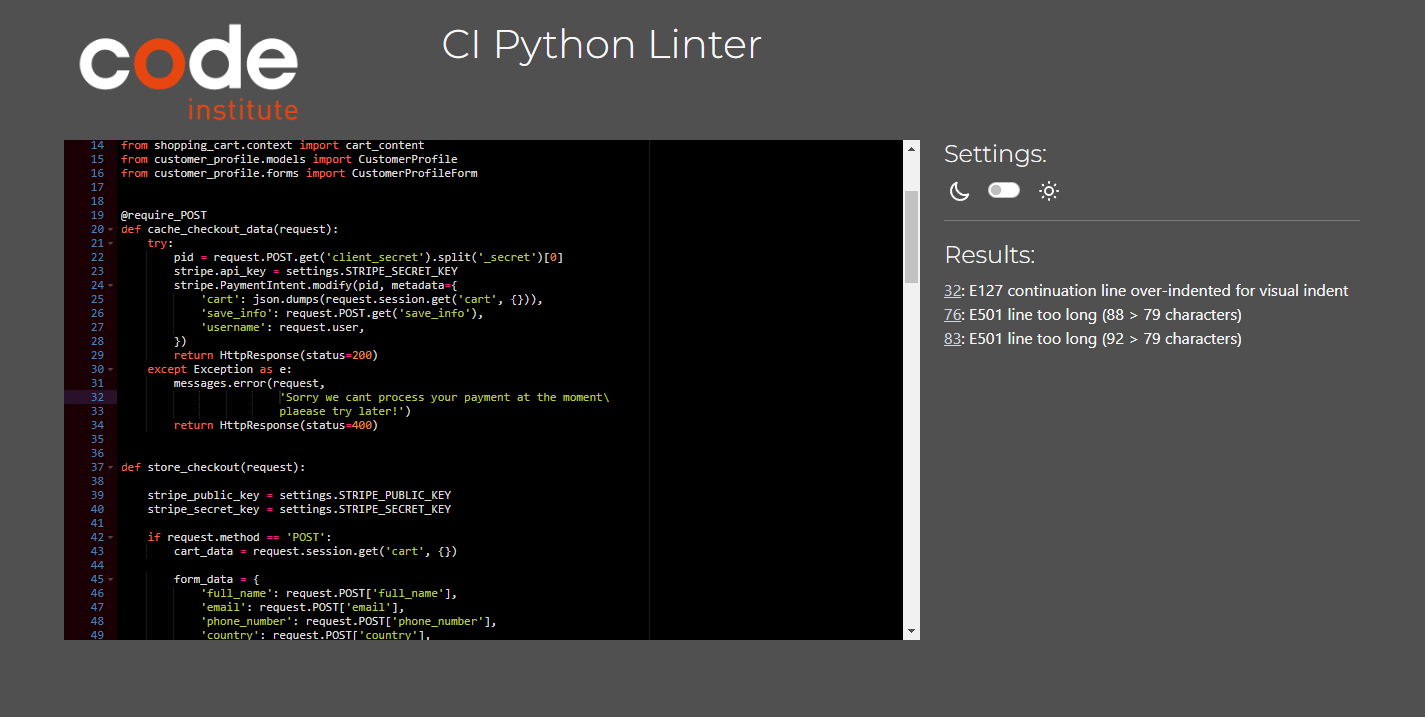 code
institute
CI Python Linter
14 from shopping_cart.context import cart_content
15 from customer_profile.models import CustomerProfile
16 from customer_profile.forms import CustomerProfileForm
17
18
19 @require_POST
20 def cache_checkout_data(request):
21     try:
22         pid = request.POST.get('client_secret').split('_secret')[0]
23         stripe.api_key = settings.STRIPE_SECRET_KEY
24         stripe.PaymentIntent.modify(pid, metadata={
25             'cart': json.dumps(request.session.get('cart', {})),
26             'save_info': request.POST.get('save_info'),
27             'username': request.user,
28         })
29         return HttpResponse(status=200)
30     except Exception as e:
31         messages.error(request,
32                         'Sorry we cant process your payment at the moment\
33                         plaease try later!')
34         return HttpResponse(status=400)
35
36
37 def store_checkout(request):
38
39     stripe_public_key = settings.STRIPE_PUBLIC_KEY
40     stripe_secret_key = settings.STRIPE_SECRET_KEY
41
42     if request.method == 'POST':
43         cart_data = request.session.get('cart', {})
44
45         form_data = {
46             'full_name': request.POST['full_name'],
47             'email': request.POST['email'],
48             'phone_number': request.POST['phone_number'],
49             'country': request.POST['country'],
Settings:
Results:
32: E127 continuation line over-indented for visual indent
76: E501 line too long (88 > 79 characters)
83: E501 line too long (92 > 79 characters)